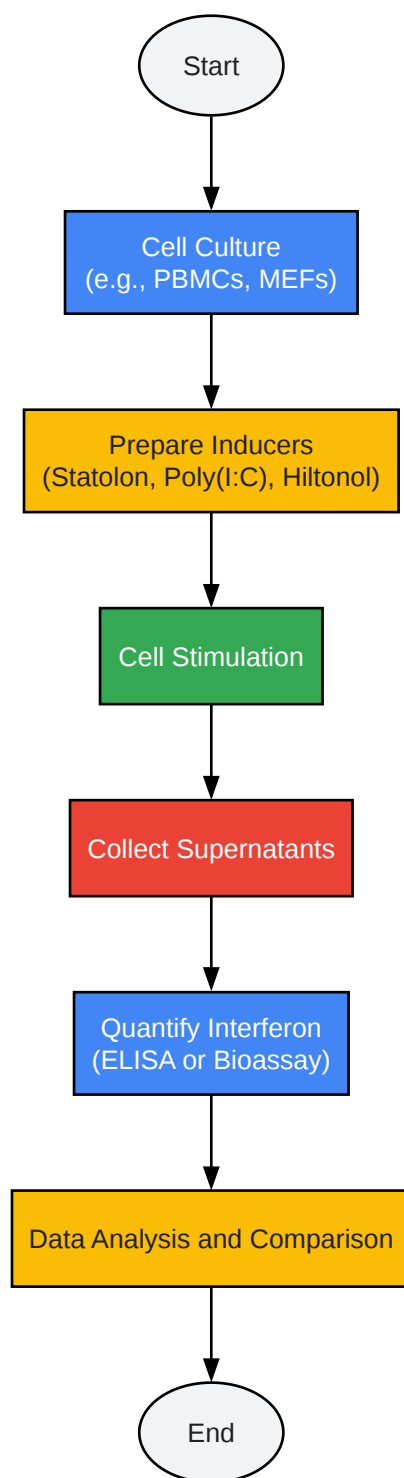 Start
Cell Culture
(e.g., PBMCs, MEFs)
Prepare Inducers
(Statolon, Poly(I:C), Hiltonol)
Cell Stimulation
Collect Supernatants
Quantify Interferon
(ELISA or Bioassay)
Data Analysis and Comparison
End